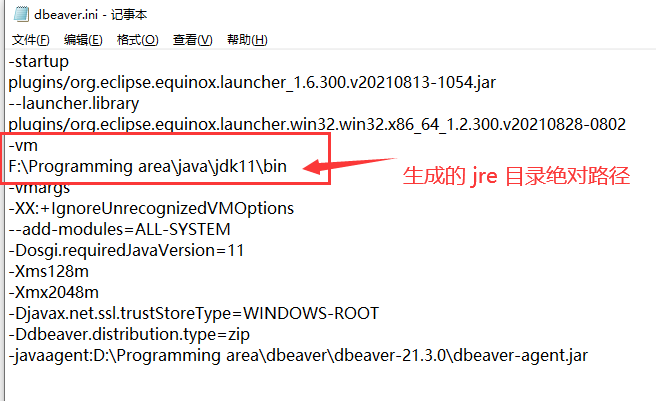 dbeaver.ini - 记事本
文件(F) 编辑(E) 格式(O) 查看(V) 帮助(H)
-startup
plugins/org.eclipse.equinox.launcher_1.6.300.v20210813-1054.jar
--launcher.library
plugins/org.eclipse.equinox.launcher.win32.win32.x86_64_1.2.300.v20210828-0802
-vm
F:\Programming area\java\jdk11\bin
生成的 jre 目录绝对路径
-vmargs
-XX:+IgnoreUnrecognizedVMOptions
--add-modules=ALL-SYSTEM
-Dosgi.requiredJavaVersion=11
-Xms128m
-Xmx2048m
-Djavax.net.ssl.trustStoreType=WINDOWS-ROOT
-Ddbeaver.distribution.type=zip
-javaagent:D:\Programming area\dbeaver\dbeaver-21.3.0\dbeaver-agent.jar